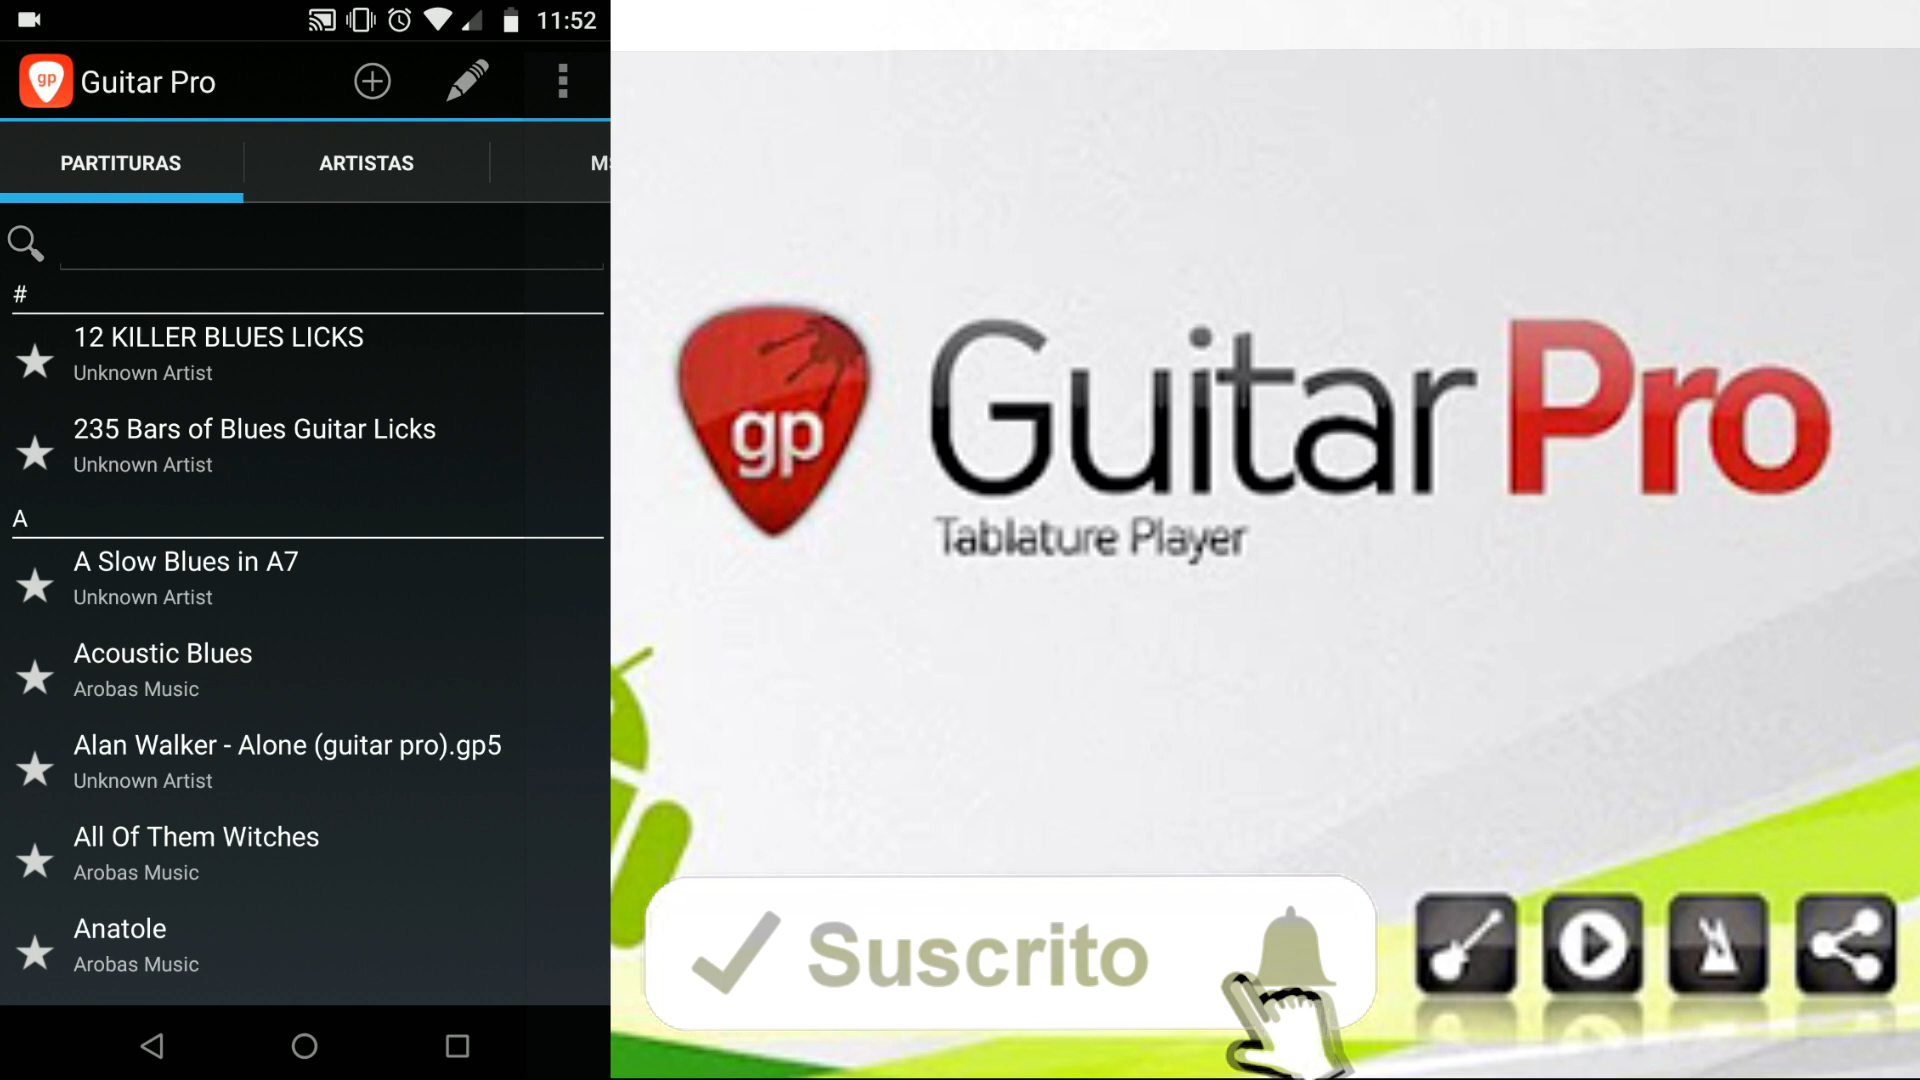 11:52
gp
Guitar Pro
PARTITURAS
ARTISTAS
#
12 KILLER BLUES LICKS
Unknown Artist
235 Bars of Blues Guitar Licks
Unknown Artist
A
A Slow Blues in A7
Unknown Artist
Acoustic Blues
Arobas Music
Alan Walker - Alone (guitar pro).gp5
Unknown Artist
All Of Them Witches
Arobas Music
Anatole
Arobas Music
gp
Guitar Pro
Tablature Player
Suscrito